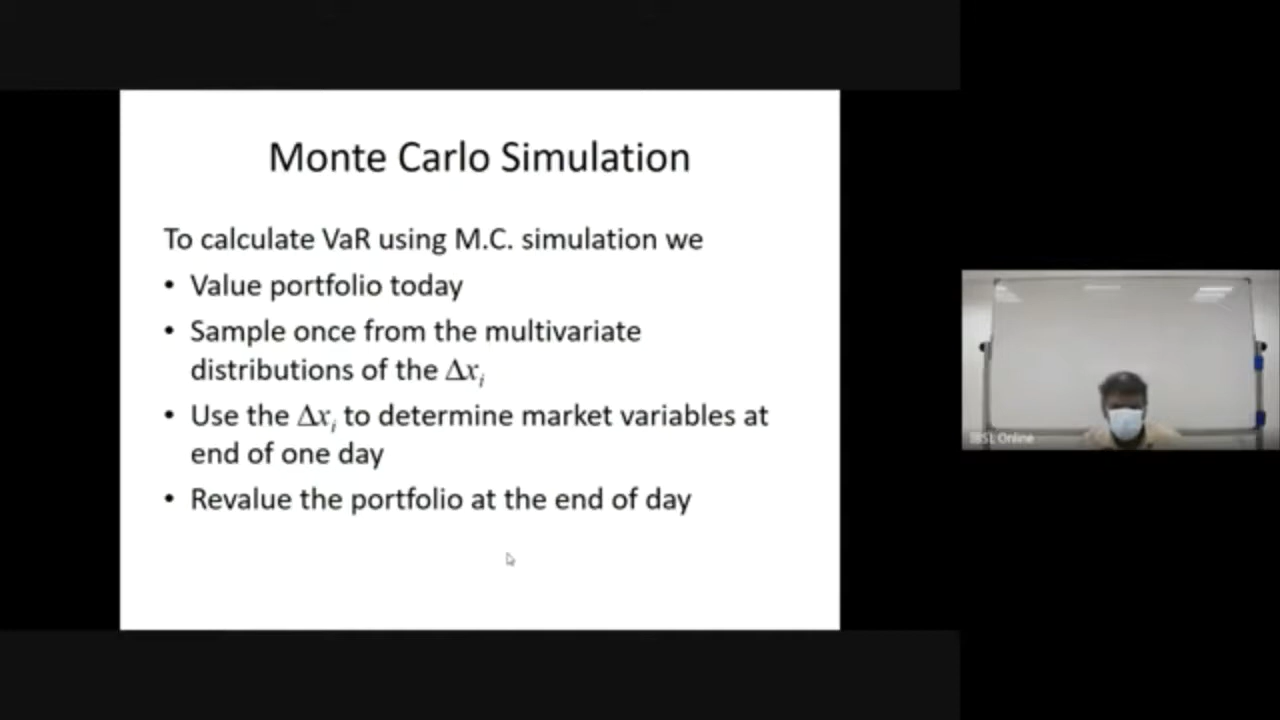 Monte Carlo Simulation
To calculate VaR using M.C. simulation we
• Value portfolio today
• Sample once from the multivariate
distributions of the Δxᵢ
• Use the Δxᵢ to determine market variables at
end of one day
• Revalue the portfolio at the end of day
Online